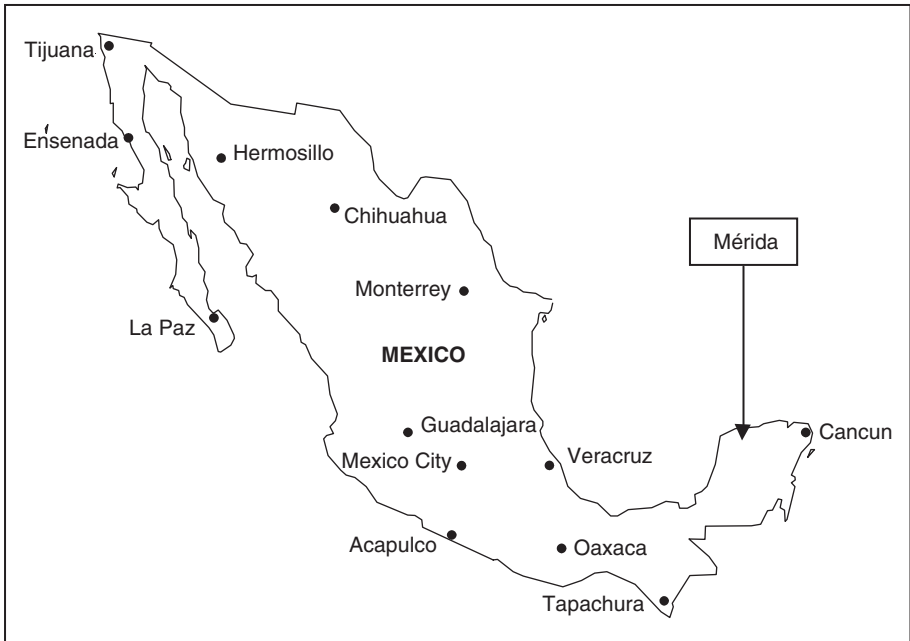 Tijuana
Ensenada
Hermosillo
Chihuahua
Mérida
Monterrey
La Paz
MEXICO
Guadalajara
Cancun
Mexico City
Veracruz
Acapulco
Oaxaca
Tapachura